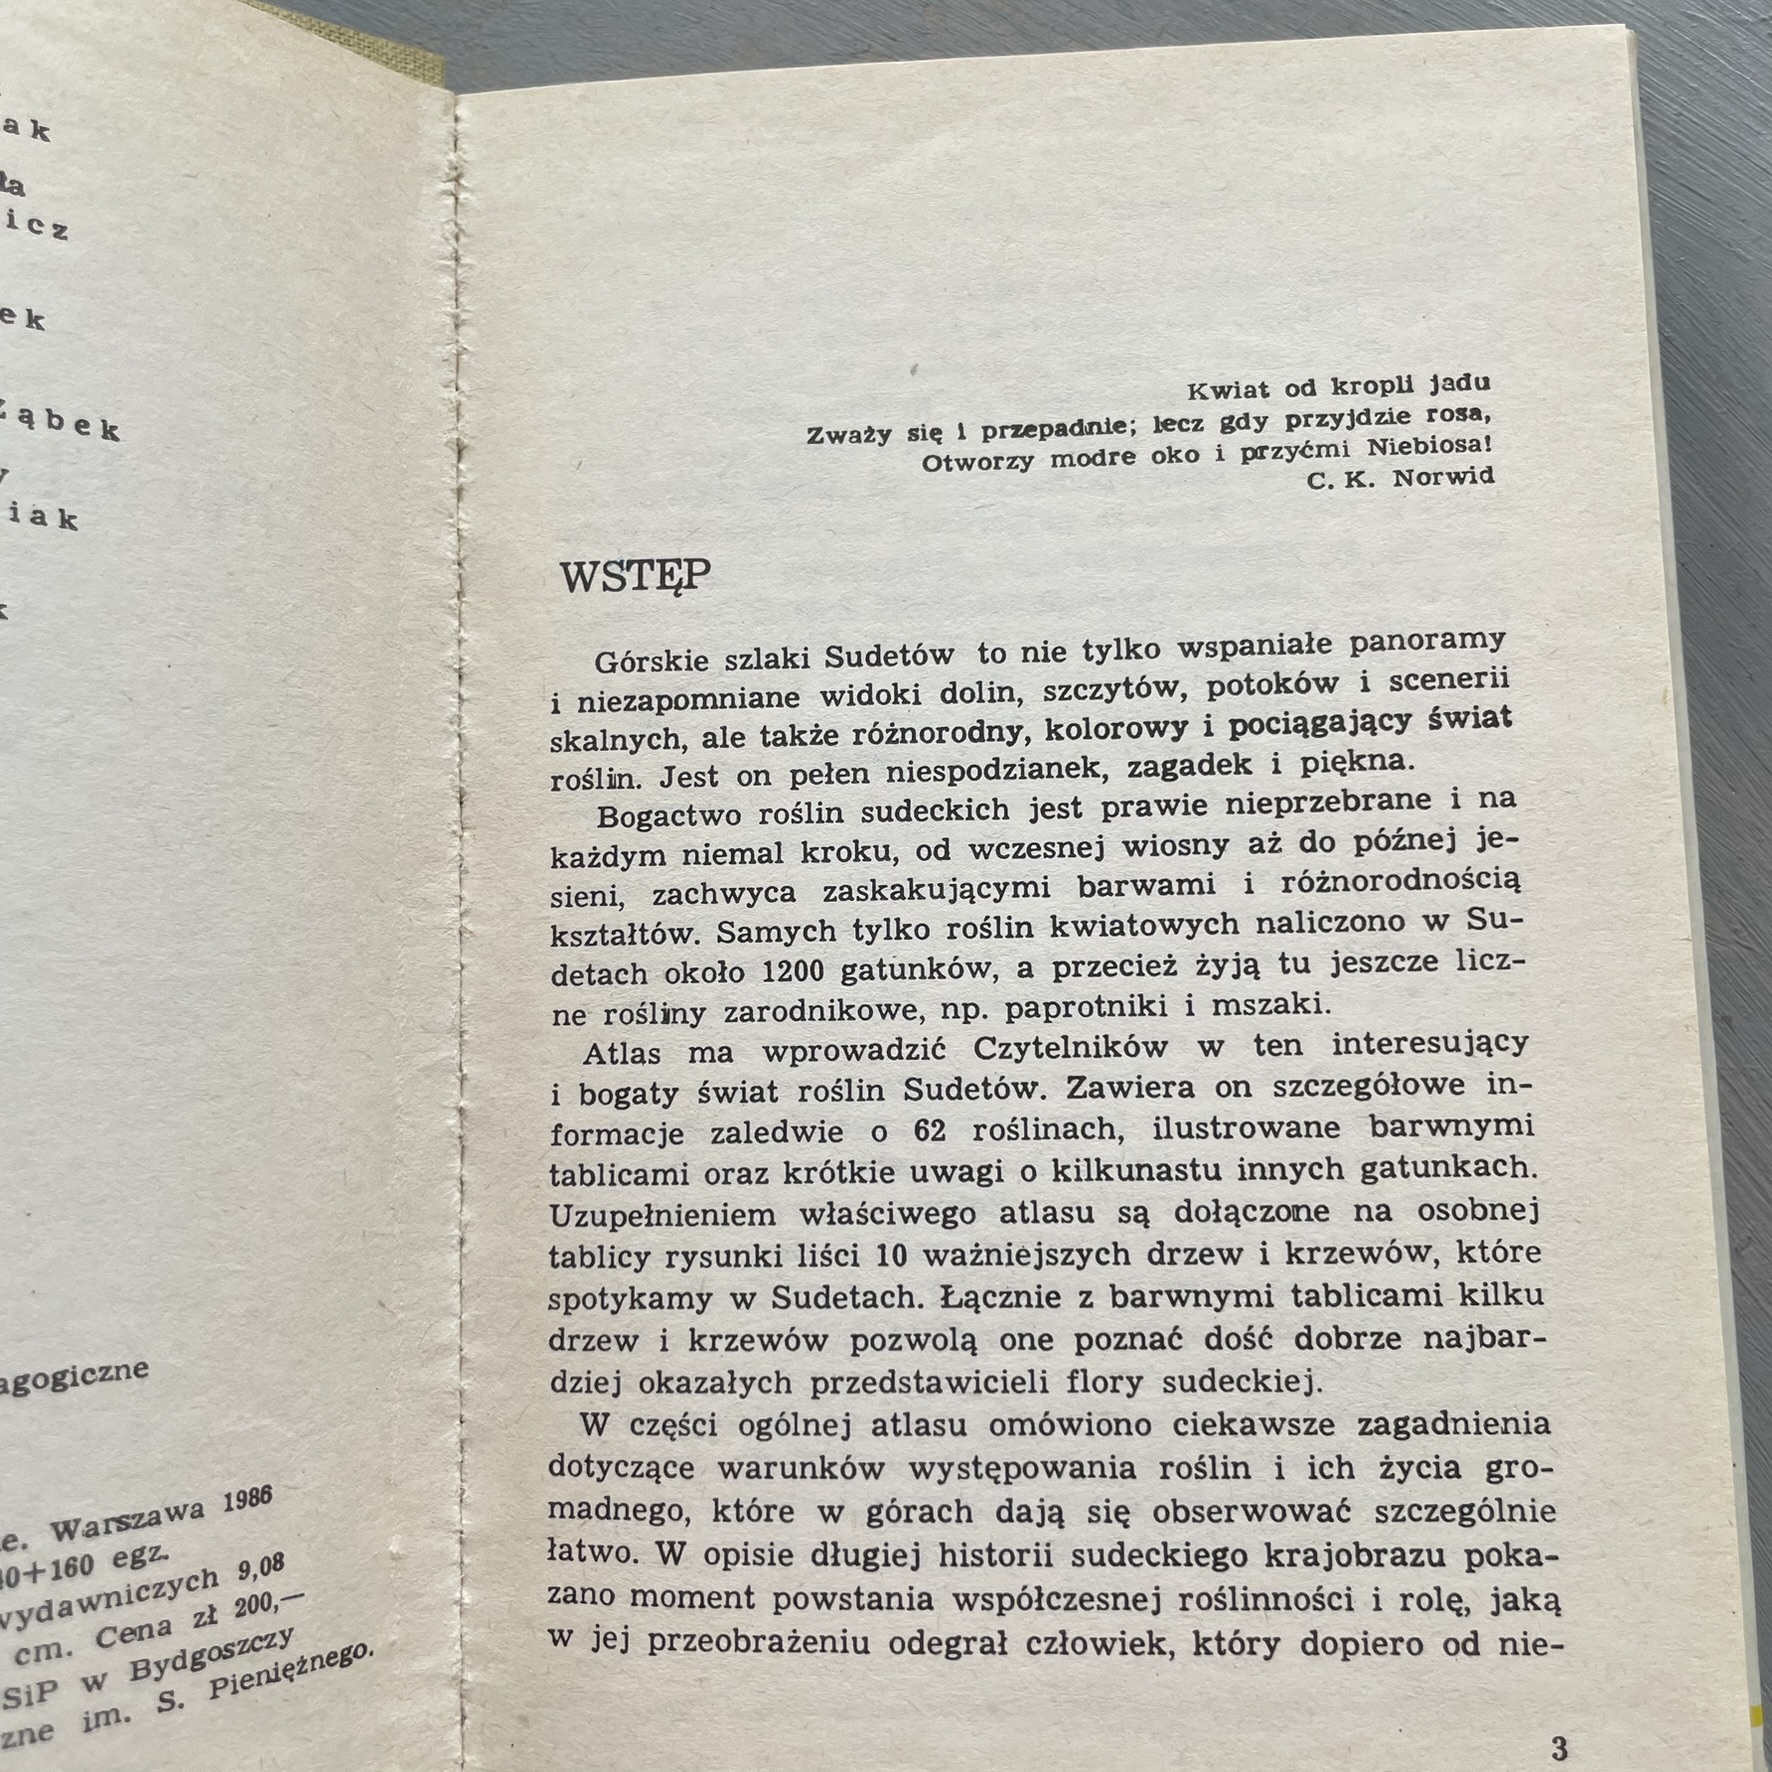 ak
ła
icz
ek
Ząbek
y
iak
k
agogiczne
e. Warszawa 1986
40+160 egz.
wydawniczych 9,08
cm. Cena zł 200,—
SiP w Bydgoszczy
zne im. S. Pieniężnego.
Kwiat od kropli jadu
Zważy się i przepadnie; lecz gdy przyjdzie rosa,
Otworzy modre oko i przyćmi Niebiosa!
C. K. Norwid
WSTĘP
Górskie szlaki Sudetów to nie tylko wspaniałe panoramy
i niezapomniane widoki dolin, szczytów, potoków i scenerii
skalnych, ale także różnorodny, kolorowy i pociągający świat
roślin. Jest on pełen niespodzianek, zagadek i piękna.
Bogactwo roślin sudeckich jest prawie nieprzebrane i na
każdym niemal kroku, od wczesnej wiosny aż do późnej je-
sieni, zachwyca zaskakującymi barwami i różnorodnością
kształtów. Samych tylko roślin kwiatowych naliczono w Su-
detach około 1200 gatunków, a przecież żyją tu jeszcze licz-
ne rośliny zarodnikowe, np. paprotniki i mszaki.
Atlas ma wprowadzić Czytelników w ten interesujący
i bogaty świat roślin Sudetów. Zawiera on szczegółowe in-
formacje zaledwie o 62 roślinach, ilustrowane barwnymi
tablicami oraz krótkie uwagi o kilkunastu innych gatunkach.
Uzupełnieniem właściwego atlasu są dołączone na osobnej
tablicy rysunki liści 10 ważniejszych drzew i krzewów, które
spotykamy w Sudetach. Łącznie z barwnymi tablicami kilku
drzew i krzewów pozwolą one poznać dość dobrze najbar-
dziej okazałych przedstawicieli flory sudeckiej.
W części ogólnej atlasu omówiono ciekawsze zagadnienia
dotyczące warunków występowania roślin i ich życia gro-
madnego, które w górach dają się obserwować szczególnie
łatwo. W opisie długiej historii sudeckiego krajobrazu poka-
zano moment powstania współczesnej roślinności i rolę, jaką
w jej przeobrażeniu odegrał człowiek, który dopiero od nie-
3